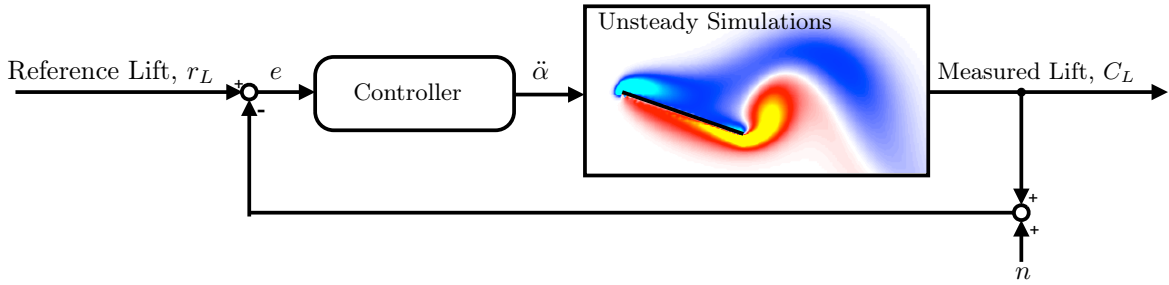 Unsteady Simulations
Reference Lift, r_L
+
-
e
Controller
α̈
Measured Lift, C_L
+
+
n